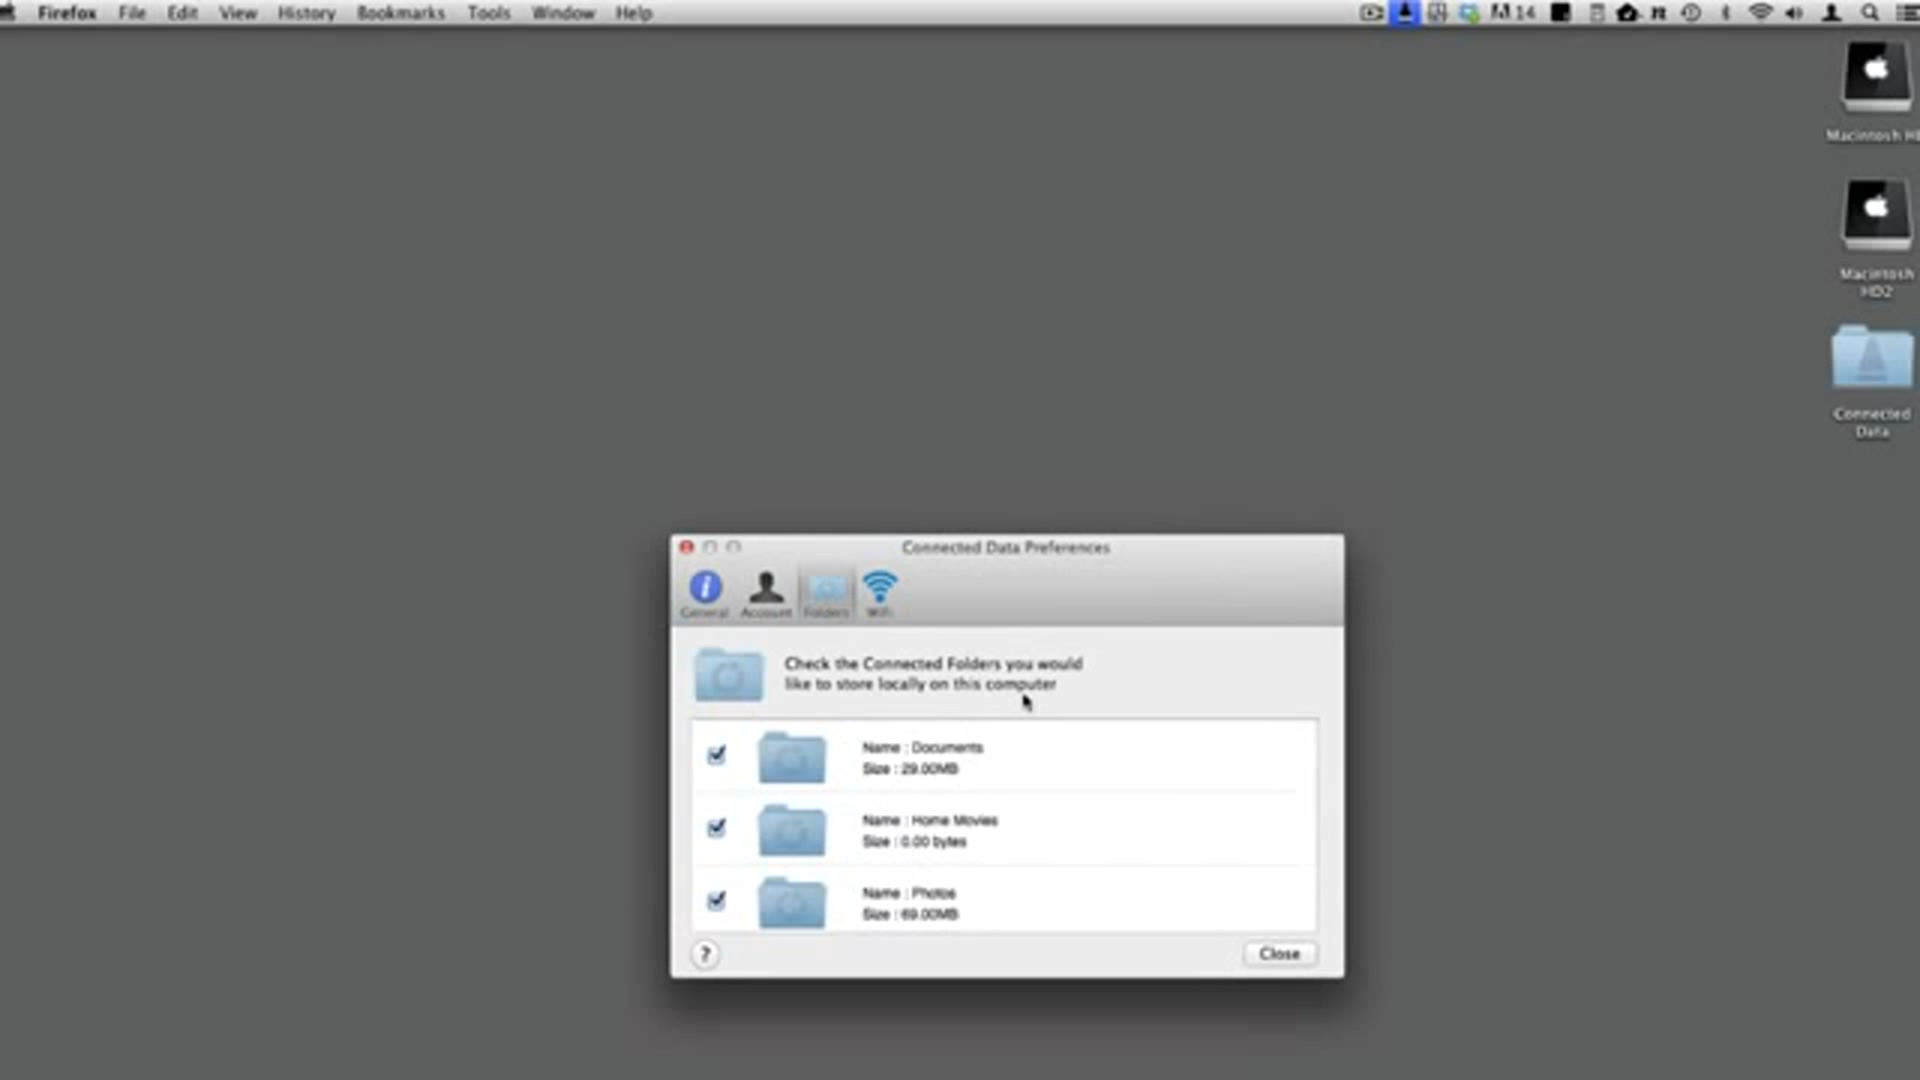 Firefox File Edit View History Bookmarks Tools Window Help
14
Macintosh H
Macintosh
HD2
Connected
Data
Connected Data Preferences
General Account Folders WiFi
Check the Connected Folders you would
like to store locally on this computer
Name : Documents
Size : 29.00MB
Name : Home Movies
Size : 0.00 bytes
Name : Photos
Size : 69.00MB
? Close